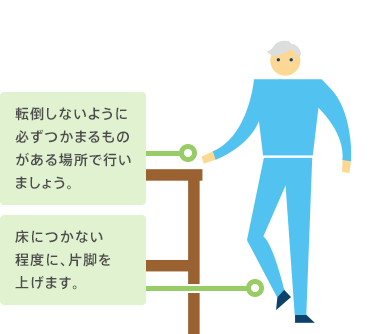 転倒しないように
必ずつかまるもの
がある場所で行い
ましょう。
床につかない
程度に、片脚を
上げます。